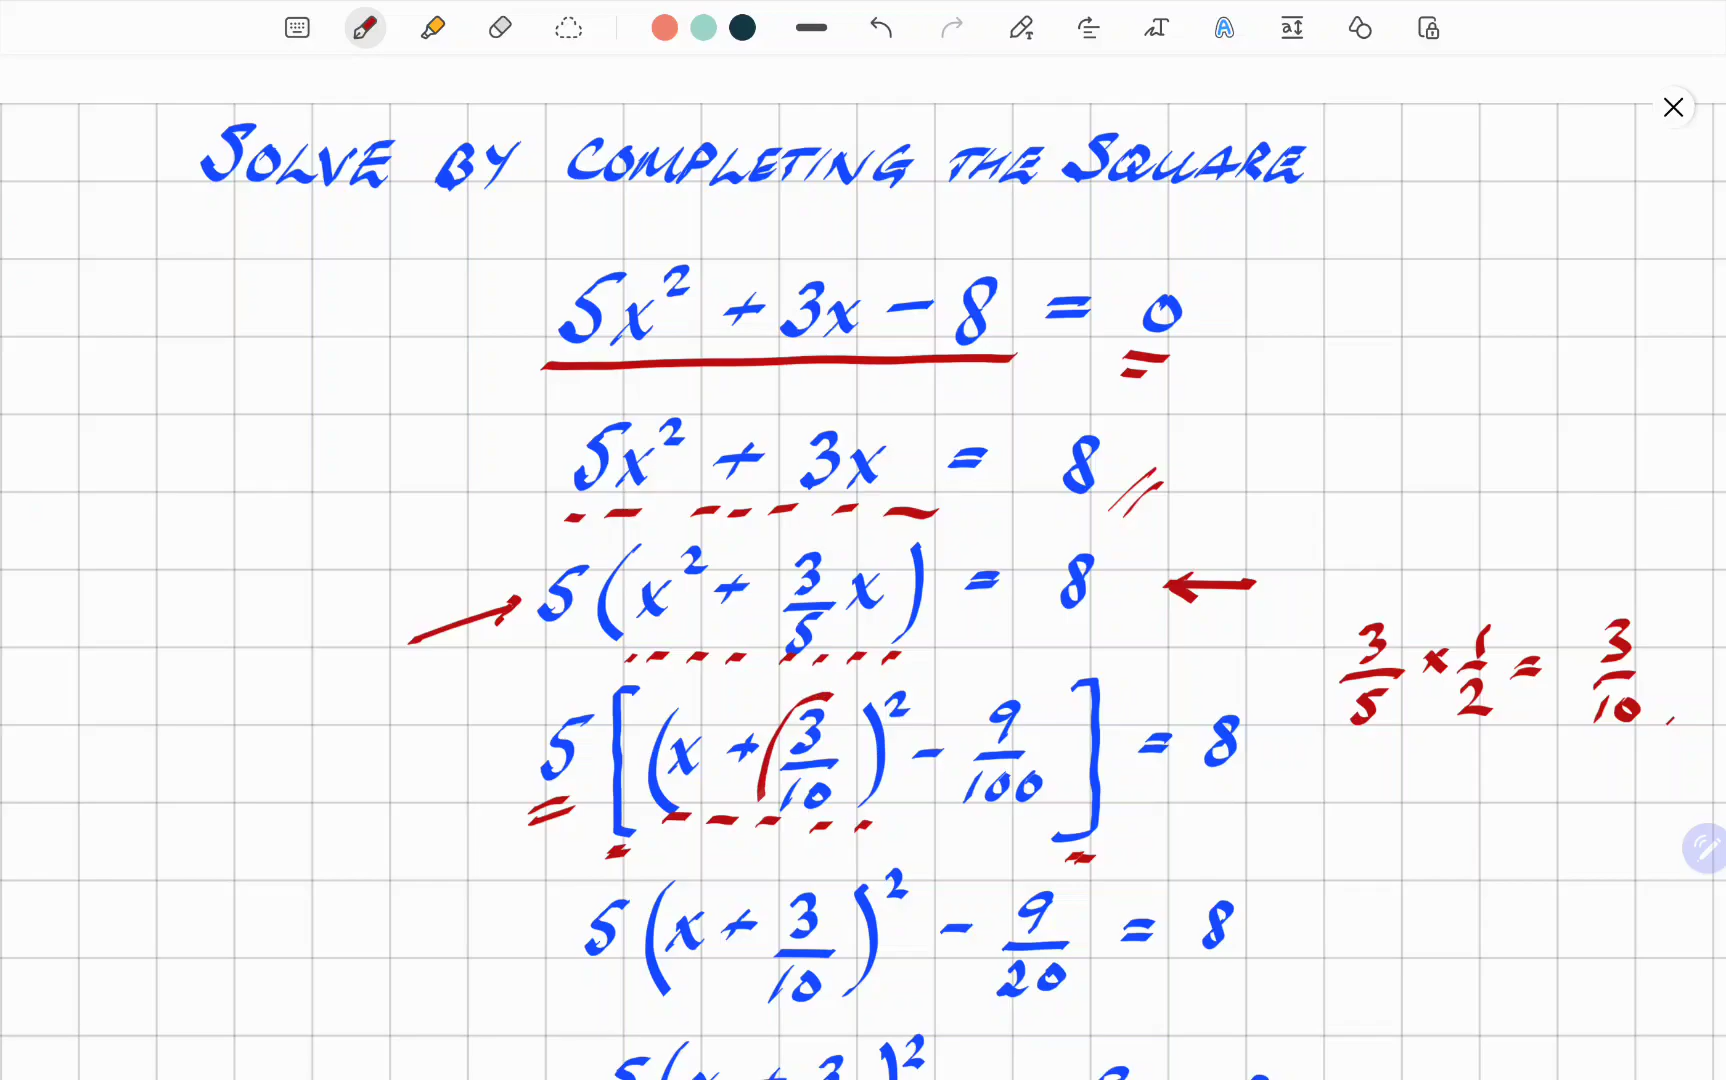 SOLVE BY COMPLETING THE SQUARE
5x² + 3x − 8 = 0
5x² + 3x = 8
5(x² + 3/5 x) = 8
3/5 × 1/2 = 3/10
5[(x + (3/10)² − 9/100] = 8
5(x + 3/10)² − 9/20 = 8